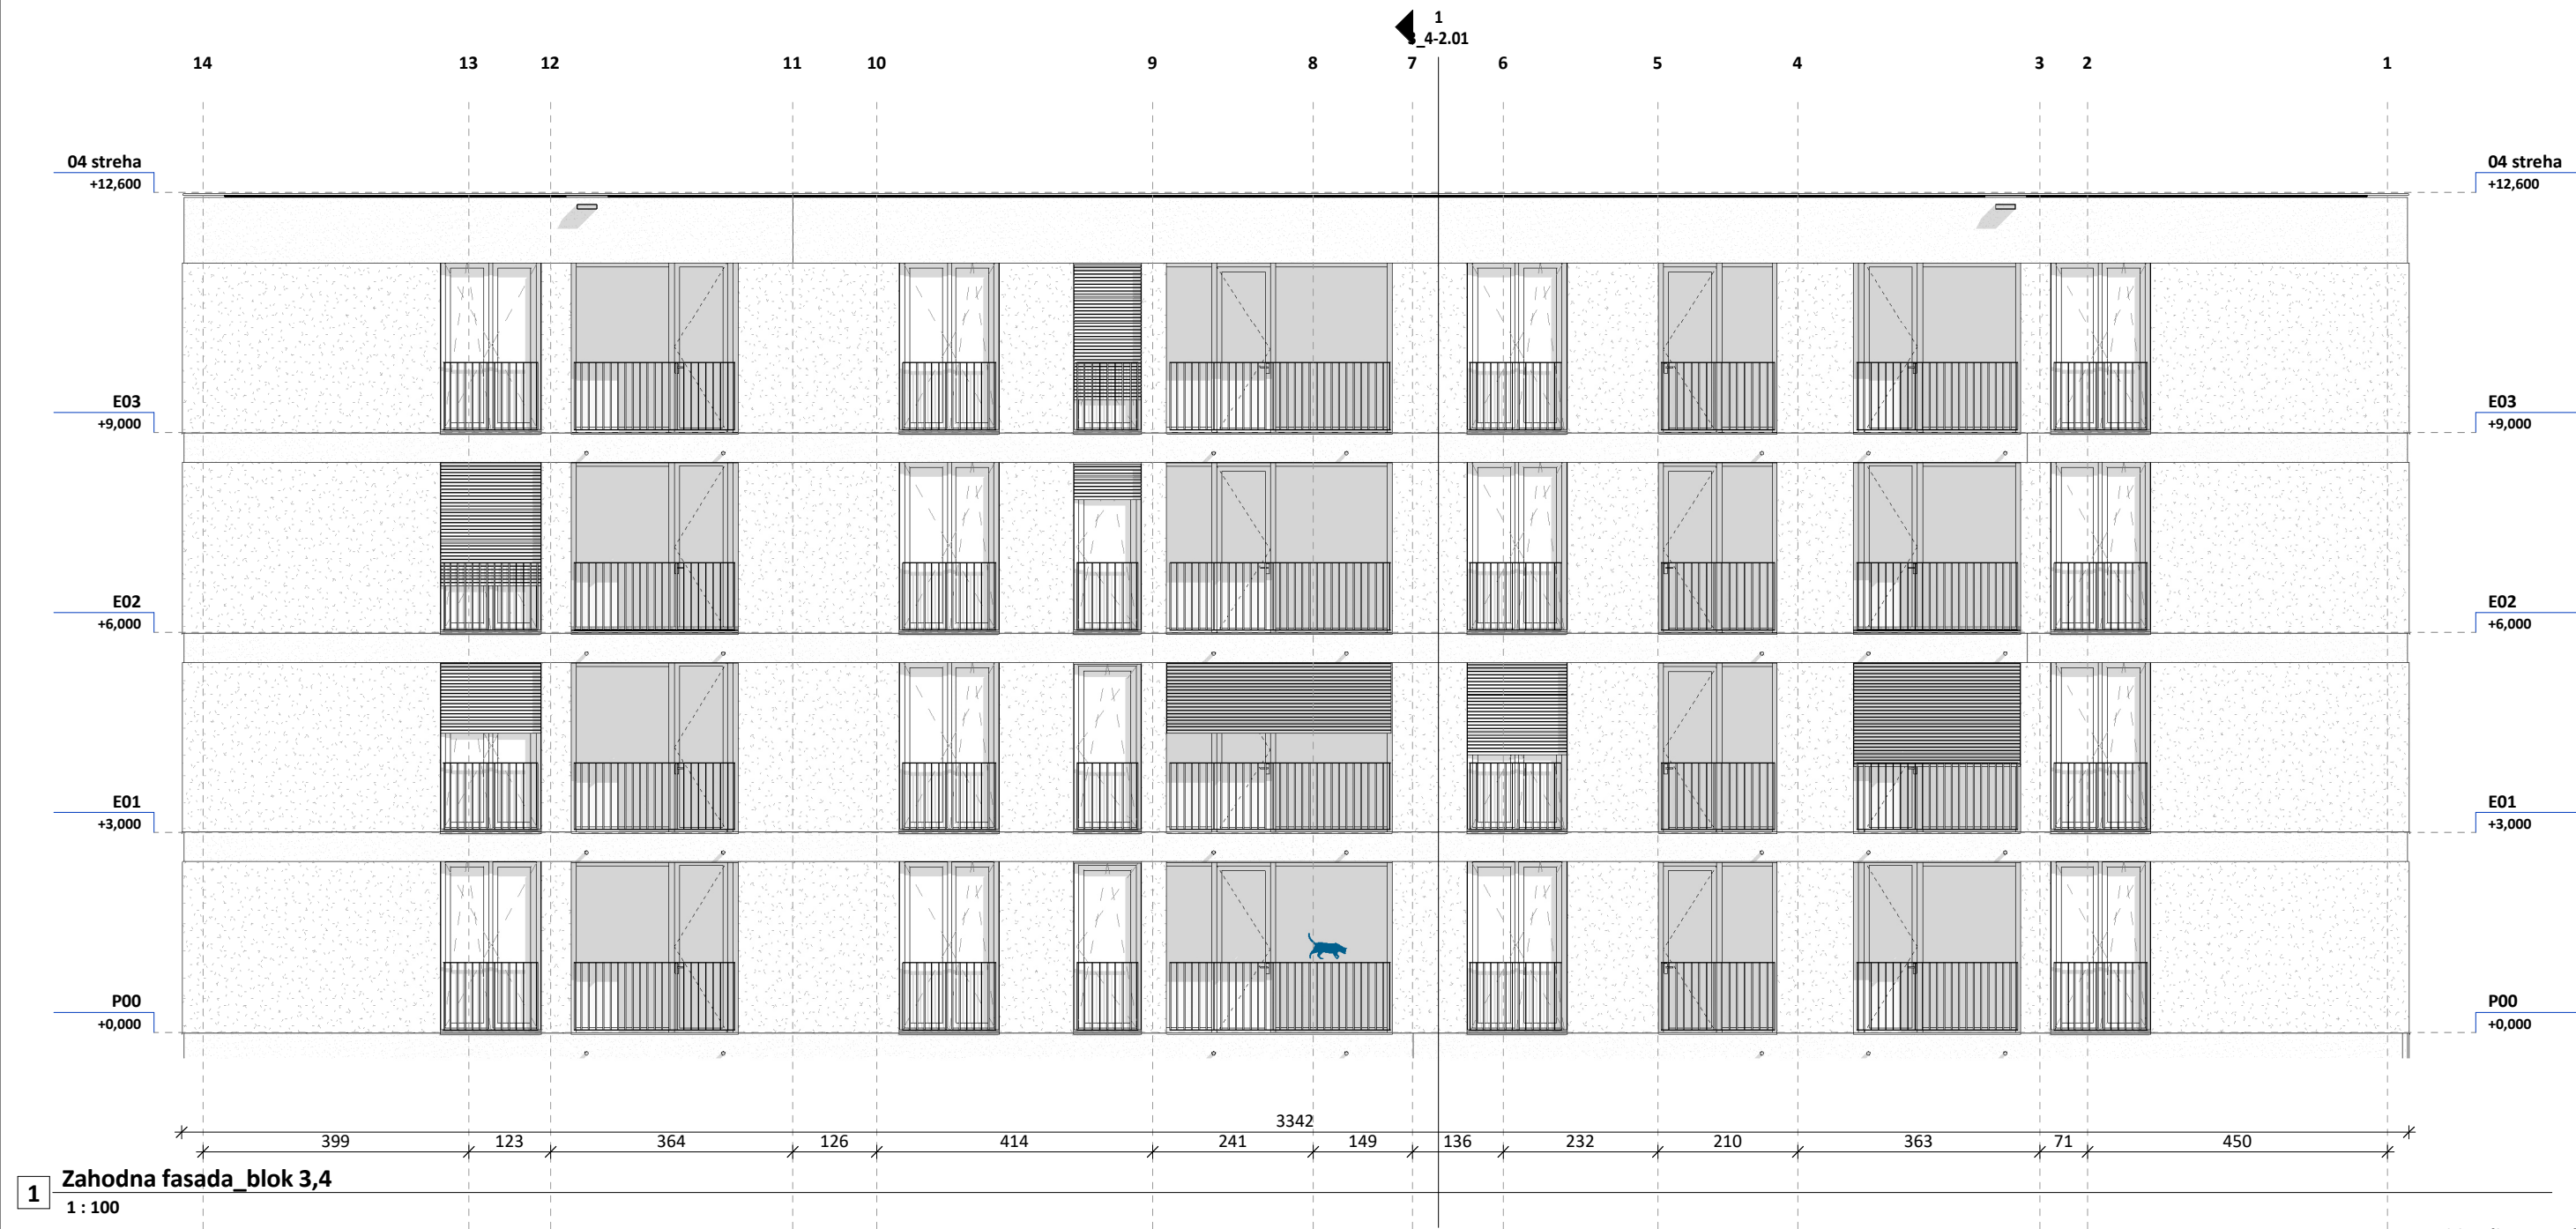 1
_4-2.01
14 13 12 11 10 9 8 7 6 5 4 3 2 1
04 streha 04 streha
+12,600 +12,600
E03 E03
+9,000 +9,000
E02 E02
+6,000 +6,000
E01 E01
+3,000 +3,000
P00 P00
+0,000 +0,000
3342
399 123 364 126 414 241 149 136 232 210 363 71 450
1 Zahodna fasada_blok 3,4
1 : 100